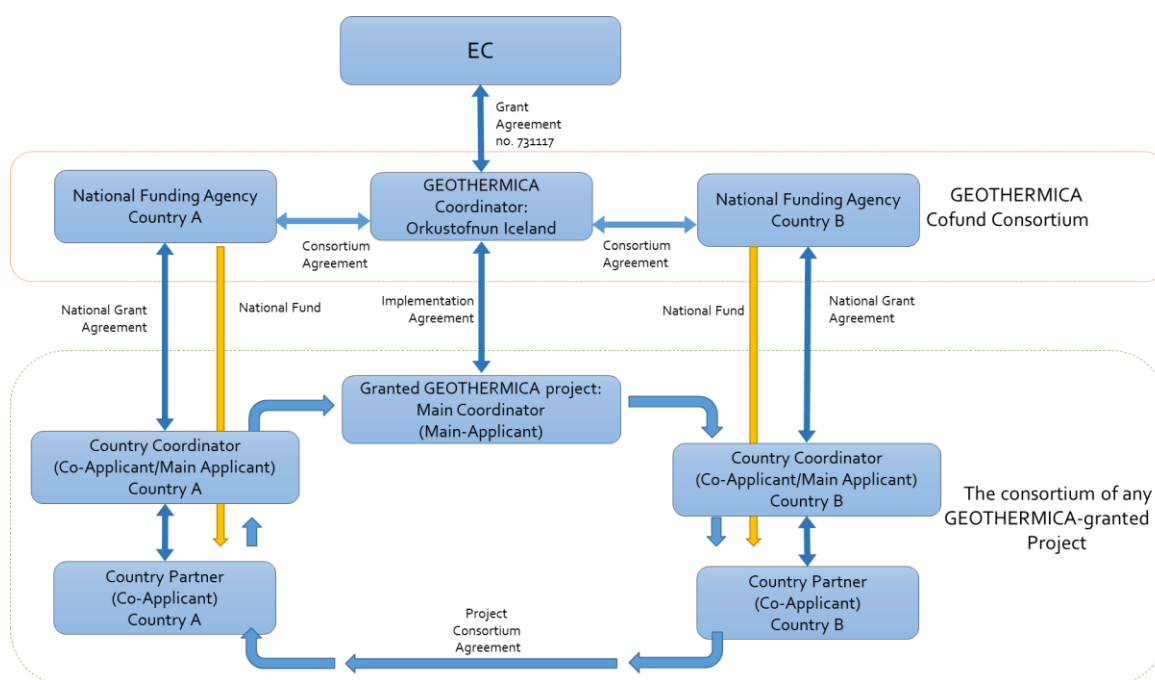 EC
Grant
Agreement
no. 731117
National Funding Agency
Country A
GEOTHERMICA
Coordinator:
Orkustofnun Iceland
National Funding Agency
Country B
GEOTHERMICA
Cofund Consortium
Consortium
Agreement
Consortium
Agreement
National Grant
Agreement
National Fund
Implementation
Agreement
National Fund
National Grant
Agreement
Granted GEOTHERMICA project:
Main Coordinator
(Main-Applicant)
Country Coordinator
(Co-Applicant/Main Applicant)
Country A
Country Coordinator
(Co-Applicant/Main Applicant)
Country B
The consortium of any
GEOTHERMICA-granted
Project
Country Partner
(Co-Applicant)
Country A
Country Partner
(Co-Applicant)
Country B
Project
Consortium
Agreement